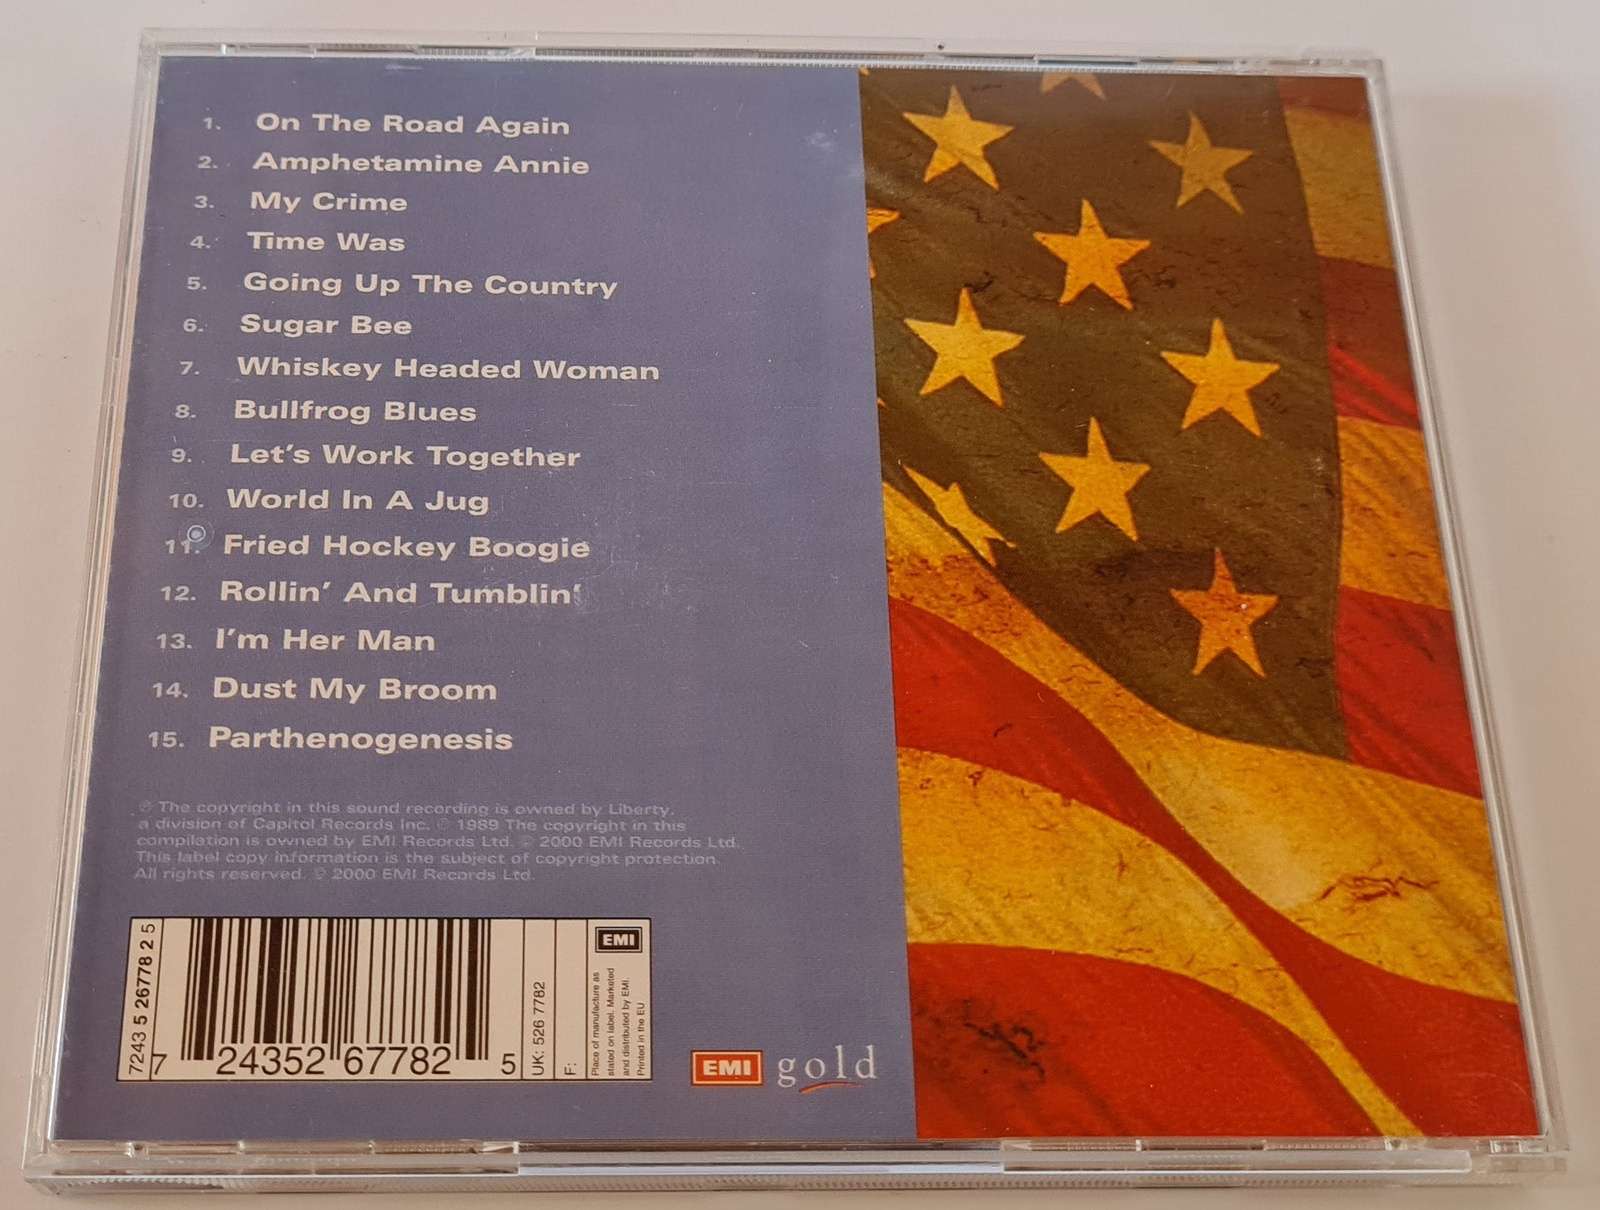 1. On The Road Again
2. Amphetamine Annie
3. My Crime
4. Time Was
5. Going Up The Country
6. Sugar Bee
7. Whiskey Headed Woman
8. Bullfrog Blues
9. Let's Work Together
10. World In A Jug
11. Fried Hockey Boogie
12. Rollin' And Tumblin'
13. I'm Her Man
14. Dust My Broom
15. Parthenogenesis
℗ The copyright in this sound recording is owned by Liberty,
a division of Capitol Records Inc. © 1989 The copyright in this
compilation is owned by EMI Records Ltd. © 2000 EMI Records Ltd.
This label copy information is the subject of copyright protection.
All rights reserved. © 2000 EMI Records Ltd.
7243 5 26778 2 5
7 24352 67782 5
UK: 526 7782
F:
EMI
Place of manufacture as
stated on label. Marketed
and distributed by EMI.
Printed in the EU
EMI gold